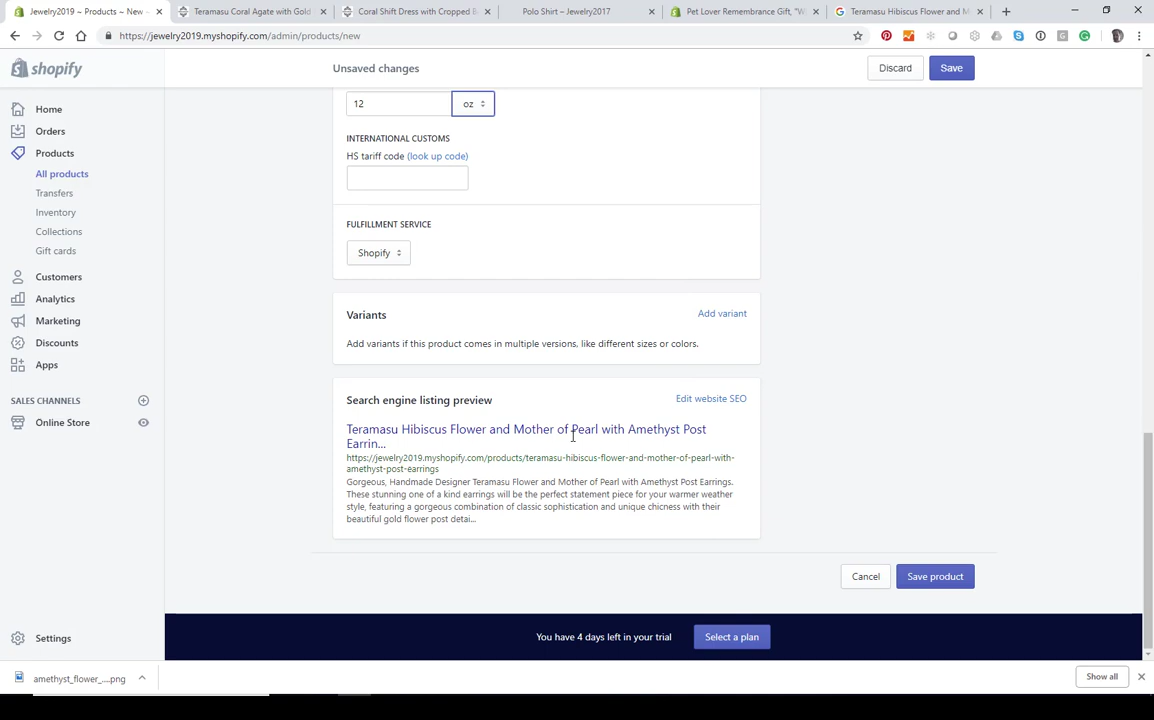 Jewelry2019 ~ Products ~ New
Teramasu Coral Agate with Gold
Coral Shift Dress with Cropped B
Polo Shirt – Jewelry2017
Pet Lover Remembrance Gift, "W
Teramasu Hibiscus Flower and M
https://jewelry2019.myshopify.com/admin/products/new
shopify
Unsaved changes
Discard
Save
Home
Orders
Products
All products
Transfers
Inventory
Collections
Gift cards
Customers
Analytics
Marketing
Discounts
Apps
SALES CHANNELS
Online Store
Settings
12
oz
INTERNATIONAL CUSTOMS
HS tariff code (look up code)
FULFILLMENT SERVICE
Shopify
Variants
Add variant
Add variants if this product comes in multiple versions, like different sizes or colors.
Search engine listing preview
Edit website SEO
Teramasu Hibiscus Flower and Mother of Pearl with Amethyst Post
Earrin...
https://jewelry2019.myshopify.com/products/teramasu-hibiscus-flower-and-mother-of-pearl-with-
amethyst-post-earrings
Gorgeous, Handmade Designer Teramasu Flower and Mother of Pearl with Amethyst Post Earrings.
These stunning one of a kind earrings will be the perfect statement piece for your warmer weather
style, featuring a gorgeous combination of classic sophistication and unique chicness with their
beautiful gold flower post detai...
Cancel
Save product
You have 4 days left in your trial
Select a plan
amethyst_flower_....png
Show all